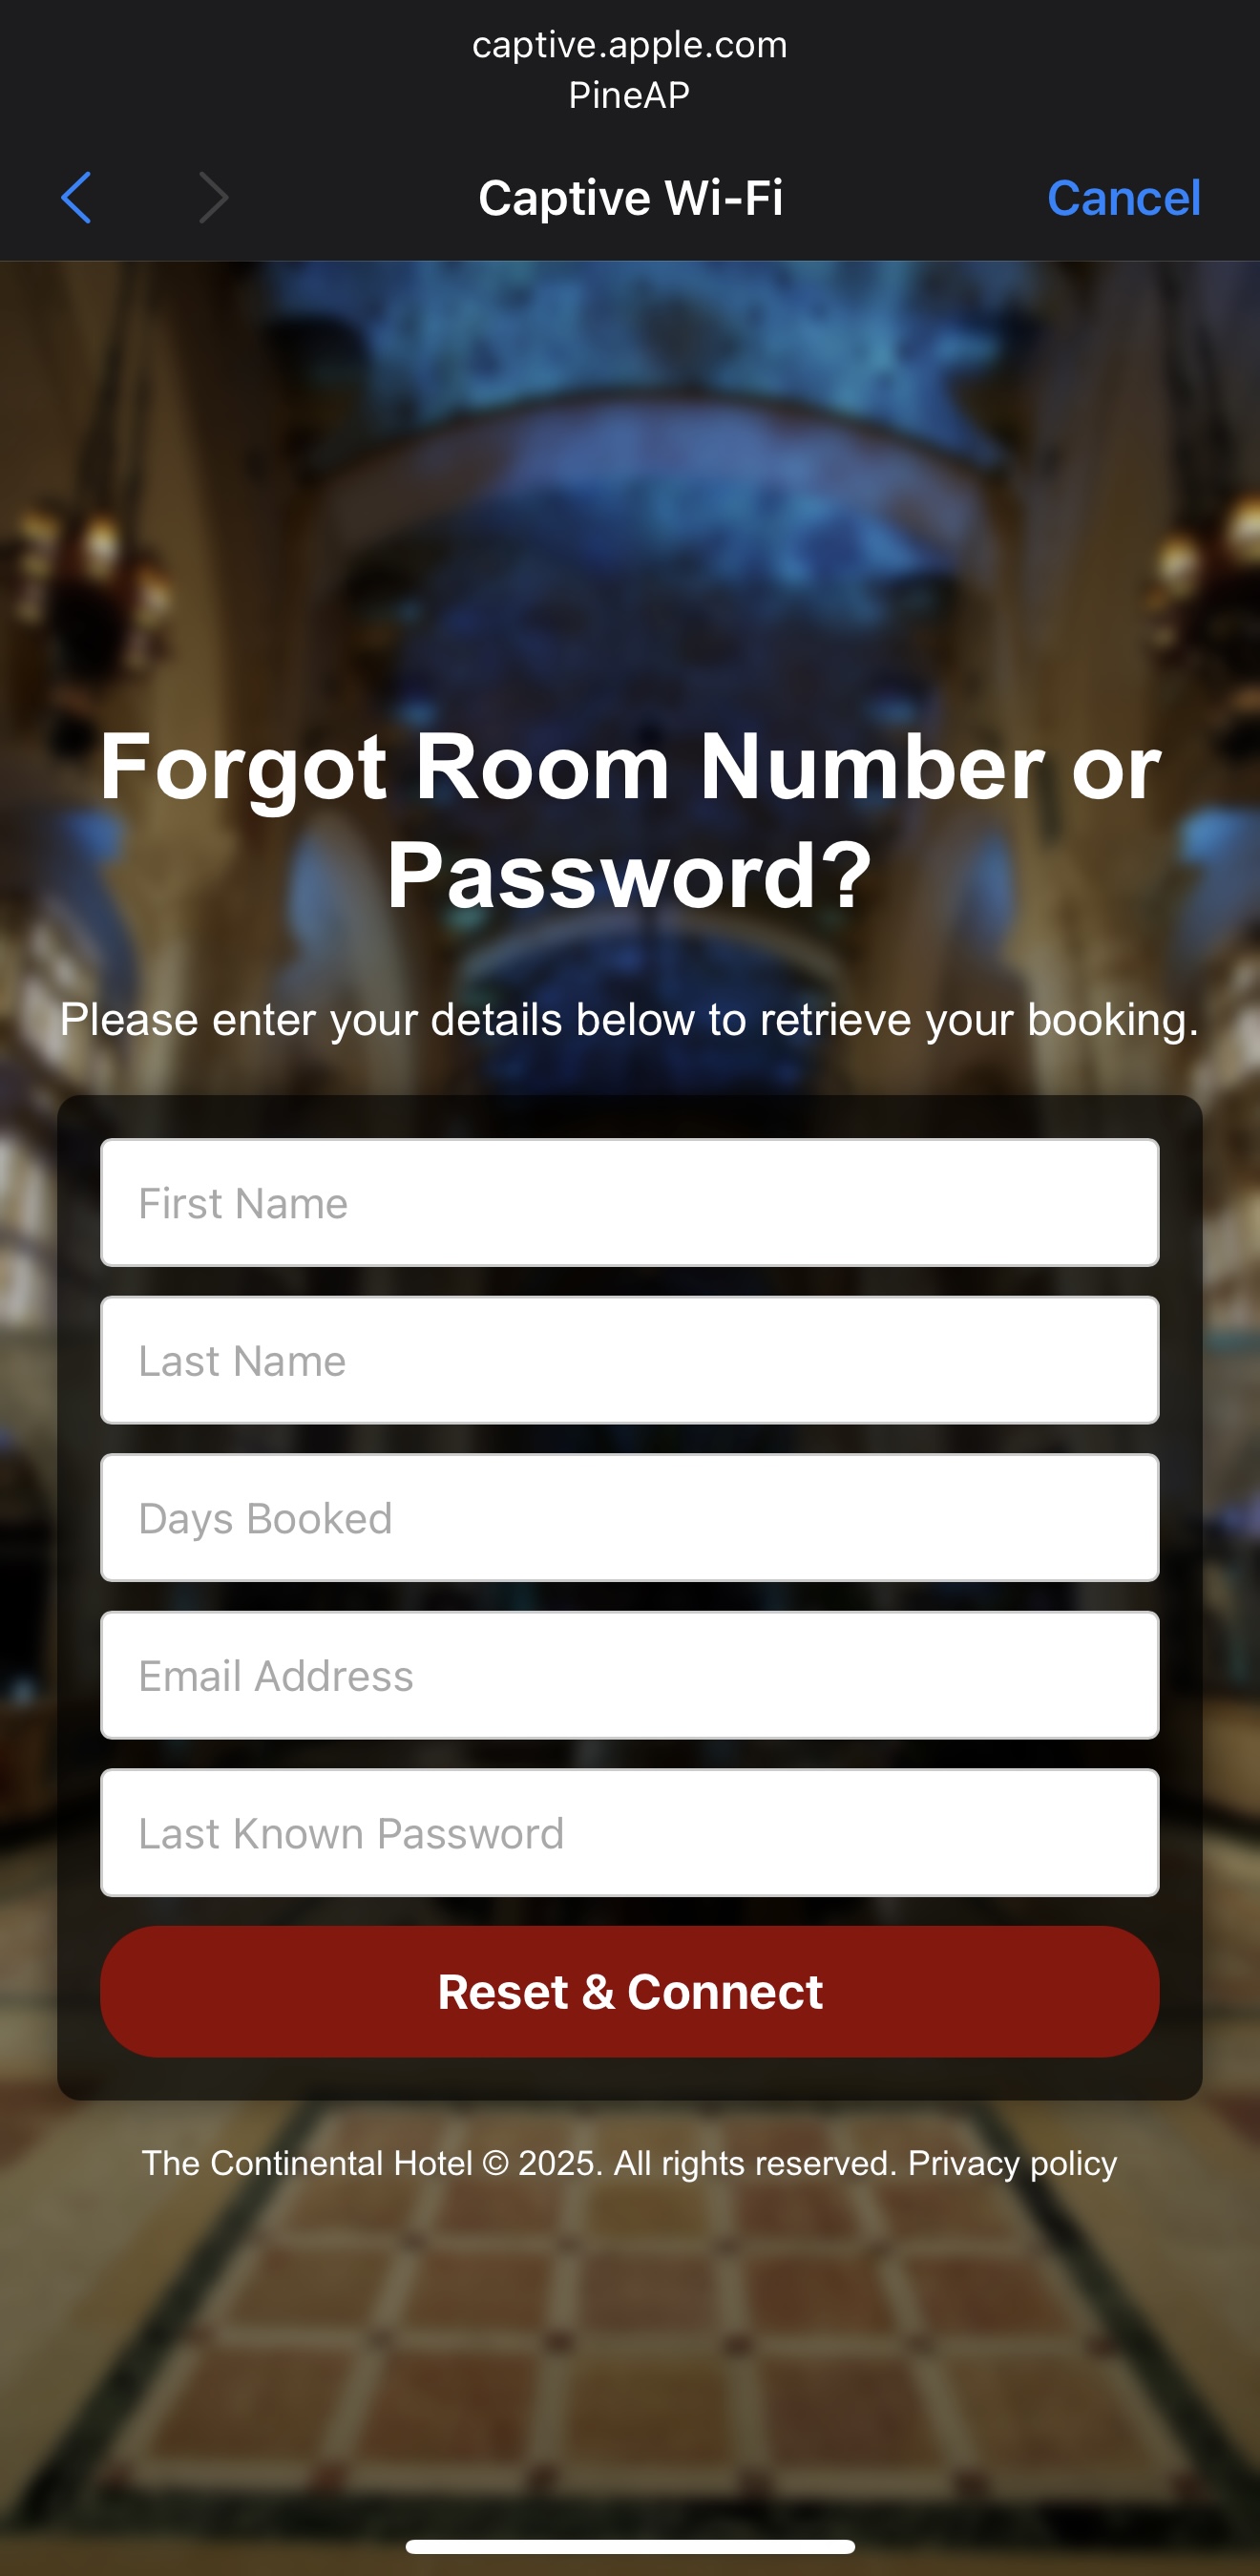 captive.apple.com
PineAP
Captive Wi-Fi
Cancel
Forgot Room Number or
Password?
Please enter your details below to retrieve your booking.
First Name
Last Name
Days Booked
Email Address
Last Known Password
Reset & Connect
The Continental Hotel © 2025. All rights reserved. Privacy policy